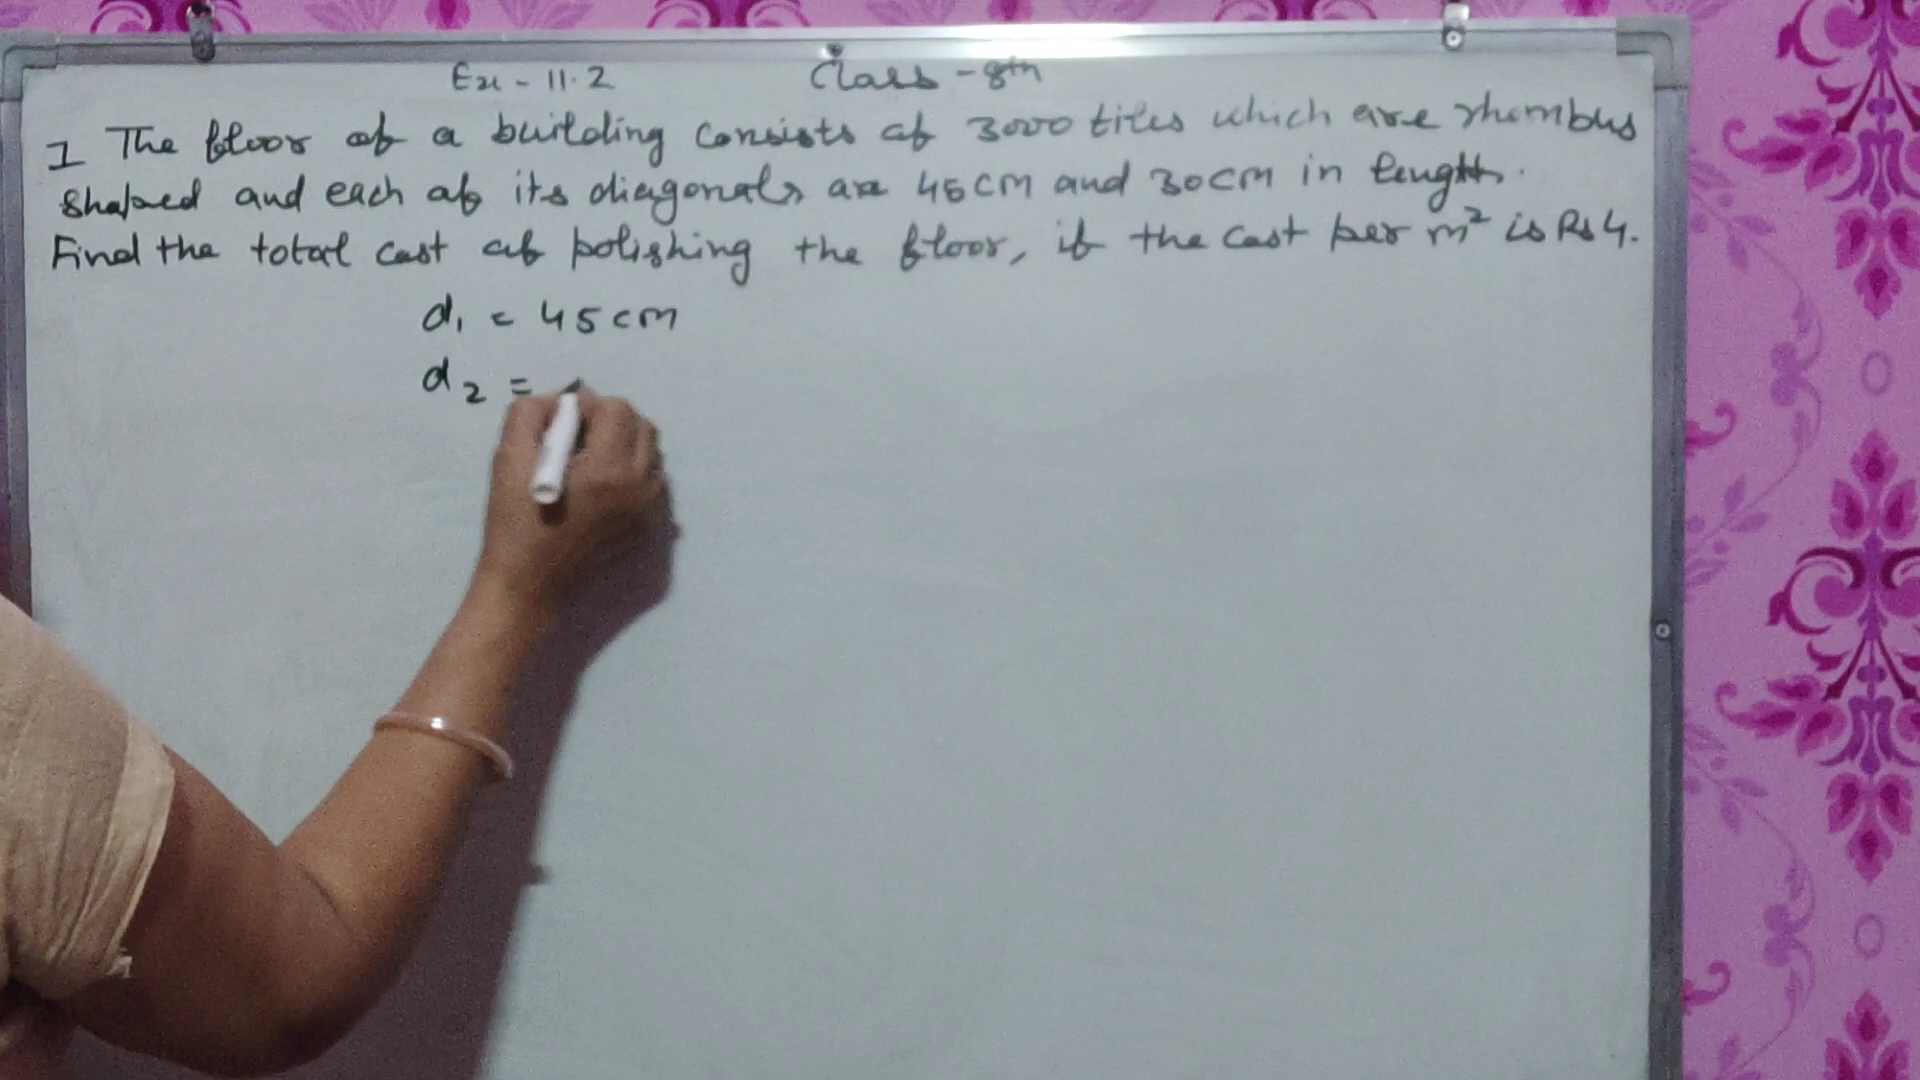 Ex - 11.2 Class - 8th
1 The floor of a building consists of 3000 tiles which are rhombus
shaped and each of its diagonals are 45cm and 30cm in length.
Find the total cost of polishing the floor, if the cost per m² is Rs 4.
d₁ = 45cm
d₂ =